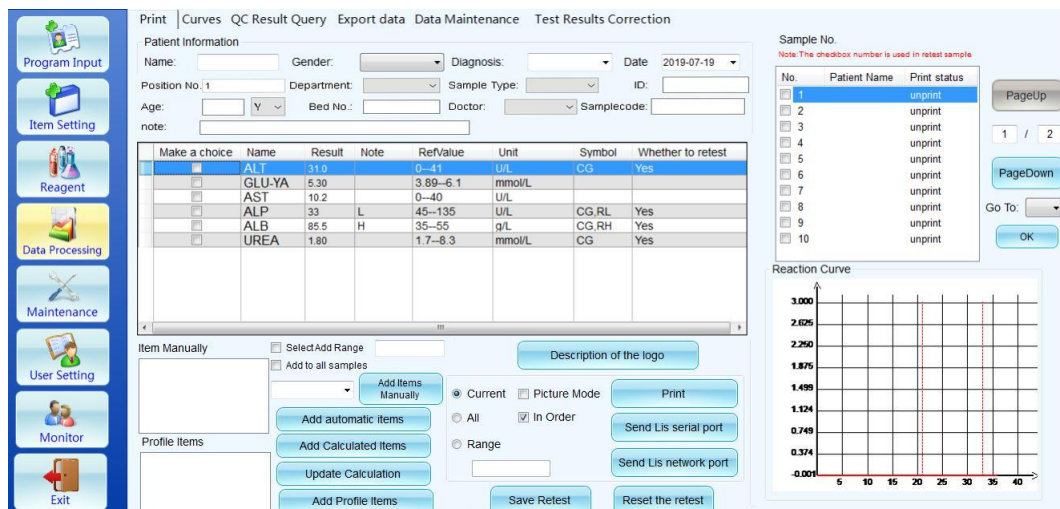 Print Curves QC Result Query Export data Data Maintenance Test Results Correction
Program Input
Item Setting
Reagent
Data Processing
Maintenance
User Setting
Monitor
Exit
Patient Information
Name: Gender: Diagnosis: Date 2019-07-19
Position No. 1 Department: Sample Type: ID:
Age: Y Bed No.: Doctor: Samplecode:
note:
Make a choice Name Result Note RefValue Unit Symbol Whether to retest
ALT 31.0 0--41 U/L CG Yes
GLU-YA 5.30 3.89--6.1 mmol/L
AST 10.2 0--40 U/L
ALP 33 L 45--135 U/L CG,RL Yes
ALB 85.5 H 35--55 g/L CG,RH Yes
UREA 1.80 1.7--8.3 mmol/L CG Yes
Item Manually
Select Add Range
Add to all samples
Add Items
Manually
Add automatic items
Add Calculated Items
Update Calculation
Add Profile Items
Profile Items
Description of the logo
Current Picture Mode
All In Order
Range
Print
Send Lis serial port
Send Lis network port
Save Retest
Reset the retest
Sample No.
Note:The chedkbox number is used in retest sample
No. Patient Name Print status
1 unprint
2 unprint
3 unprint
4 unprint
5 unprint
6 unprint
7 unprint
8 unprint
9 unprint
10 unprint
PageUp
1 / 2
PageDown
Go To:
OK
Reaction Curve
3.000
2.625
2.250
1.875
1.499
1.124
0.749
0.374
-0.001
5 10 15 20 25 30 35 40